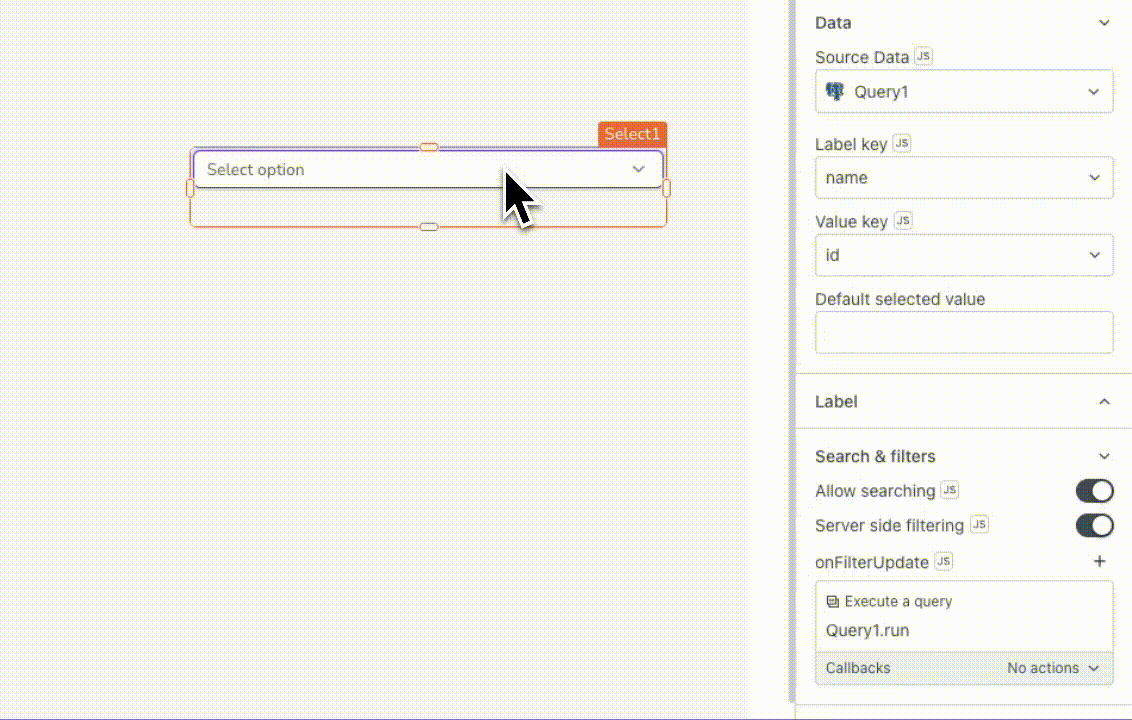 Select1
Select option
Data
Source Data JS
Query1
Label key JS
name
Value key JS
id
Default selected value
Label
Search & filters
Allow searching JS
Server side filtering JS
onFilterUpdate JS +
Execute a query
Query1.run
Callbacks No actions